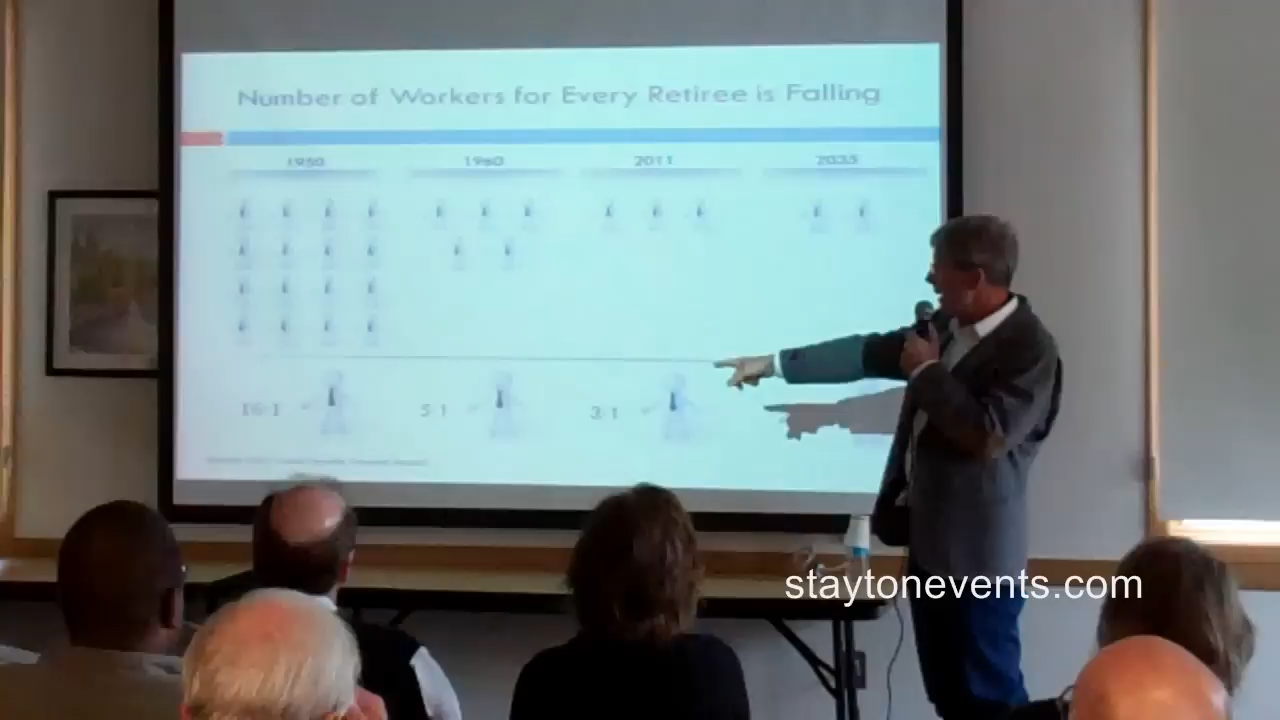 Number of Workers for Every Retiree is Falling
1950 1960 2011 2035
16:1 5:1 3:1
staytonevents.com